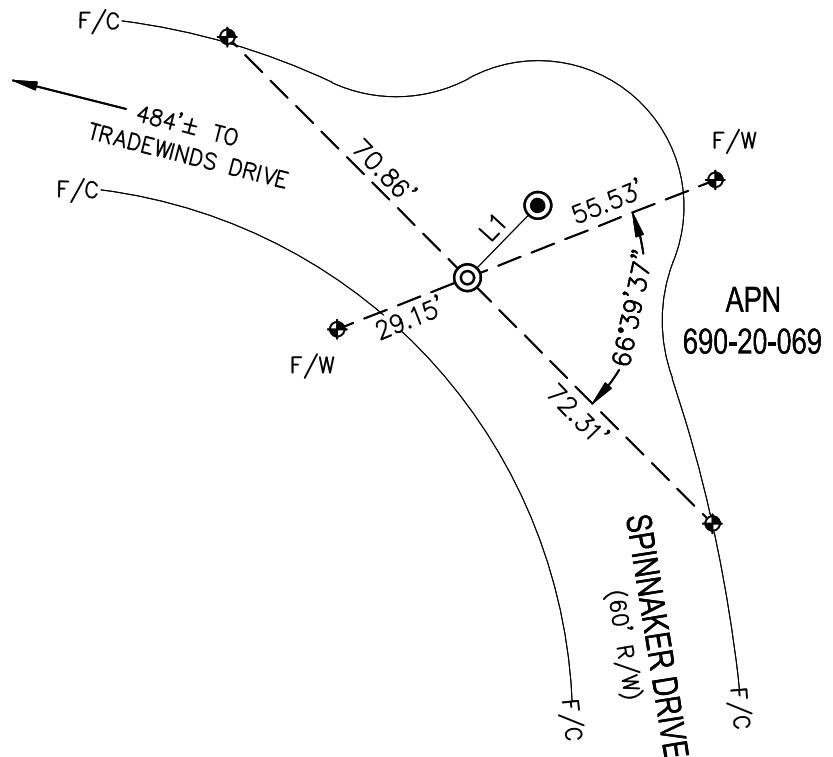 F/C
484'± TO
TRADEWINDS DRIVE
F/C
70.86'
L1
55.53'
F/W
29.15'
F/W
66°39'37"
APN
690-20-069
72.31'
SPINNAKER DRIVE
(60' R/W)
F/C
F/C